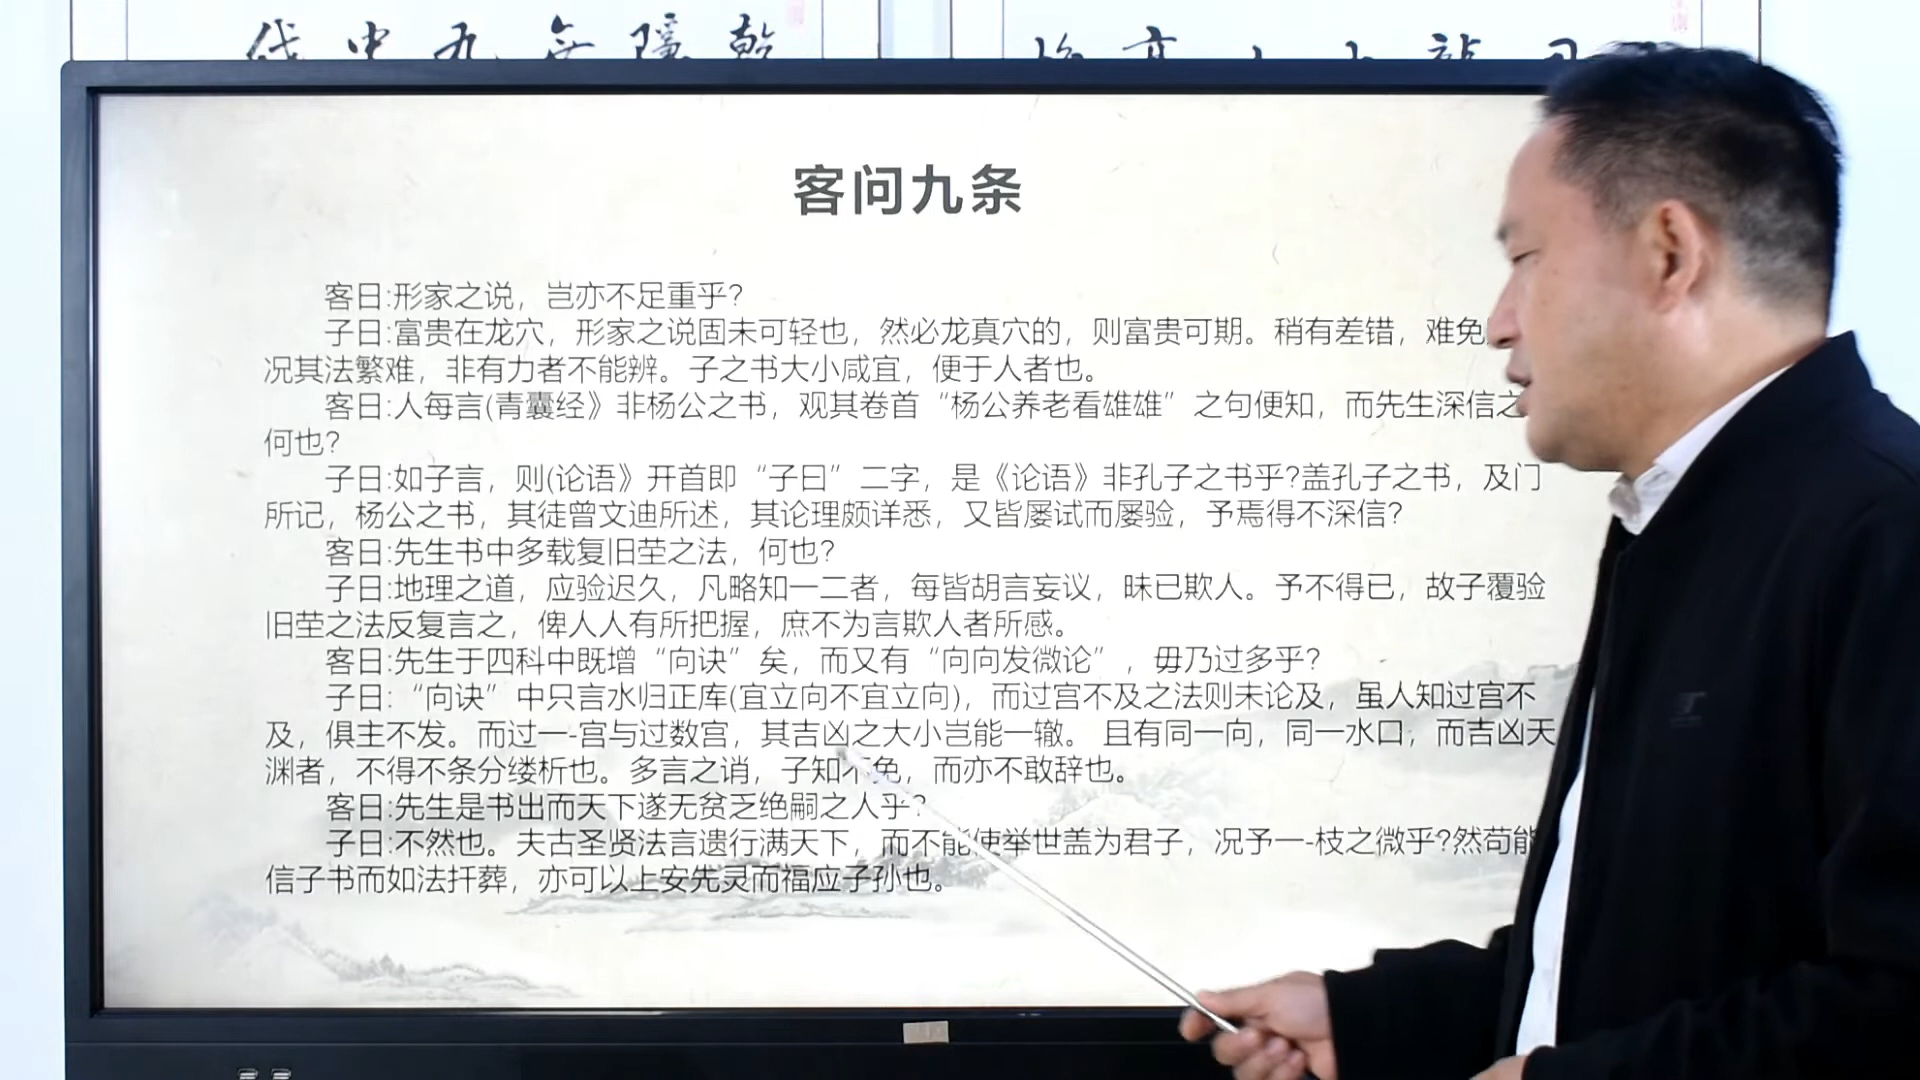 代中九無隱乾
客问九条
客日:形家之说，岂亦不足重乎?
子日:富贵在龙穴，形家之说固未可轻也，然必龙真穴的，则富贵可期。稍有差错，难免
况其法繁难，非有力者不能辨。子之书大小咸宜，便于人者也。
客日:人每言(青囊经》非杨公之书，观其卷首“杨公养老看雄雄”之句便知，而先生深信之
何也?
子日:如子言，则(论语》开首即“子曰”二字，是《论语》非孔子之书乎?盖孔子之书，及门
所记，杨公之书，其徒曾文迪所述，其论理颇详悉，又皆屡试而屡验，予焉得不深信?
客日:先生书中多载复旧茔之法，何也?
子日:地理之道，应验迟久，凡略知一二者，每皆胡言妄议，昧已欺人。予不得已，故子覆验
旧茔之法反复言之，俾人人有所把握，庶不为言欺人者所感。
客日:先生于四科中既增“向诀”矣，而又有“向向发微论”，毋乃过多乎?
子日:“向诀”中只言水归正库(宜立向不宜立向)，而过宫不及之法则未论及，虽人知过宫不
及，俱主不发。而过一-宫与过数宫，其吉凶之大小岂能一辙。 且有同一向，同一水口，而吉凶天
渊者，不得不条分缕析也。多言之诮，子知不免，而亦不敢辞也。
客日:先生是书出而天下遂无贫乏绝嗣之人乎?
子日:不然也。夫古圣贤法言遗行满天下，而不能使举世盖为君子，况予一-枝之微乎?然苟能
信子书而如法扦葬，亦可以上安先灵而福应子孙也。